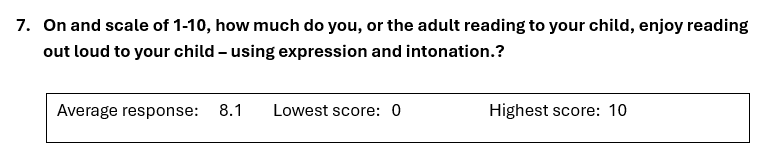 7. On and scale of 1-10, how much do you, or the adult reading to your child, enjoy reading
out loud to your child – using expression and intonation.?
Average response: 8.1 Lowest score: 0 Highest score: 10